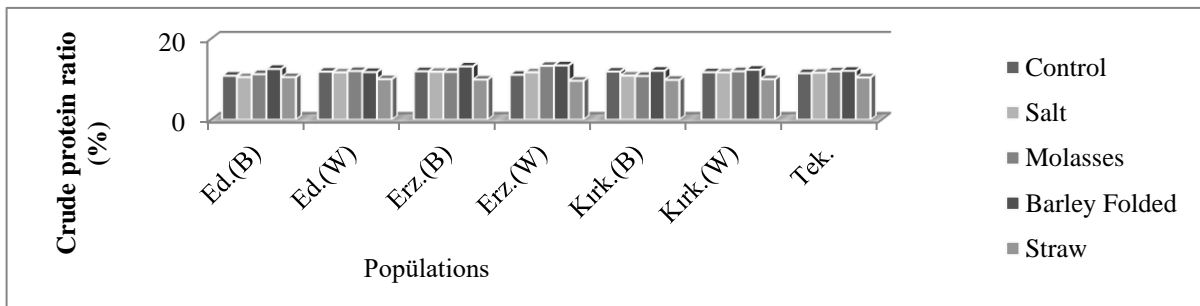 Crude protein ratio
(%)
20
0
Ed.(B)
Ed.(W)
Erz.(B)
Erz.(W)
Kırk.(B)
Kırk.(W)
Tek.
Popülations
Control
Salt
Molasses
Barley Folded
Straw